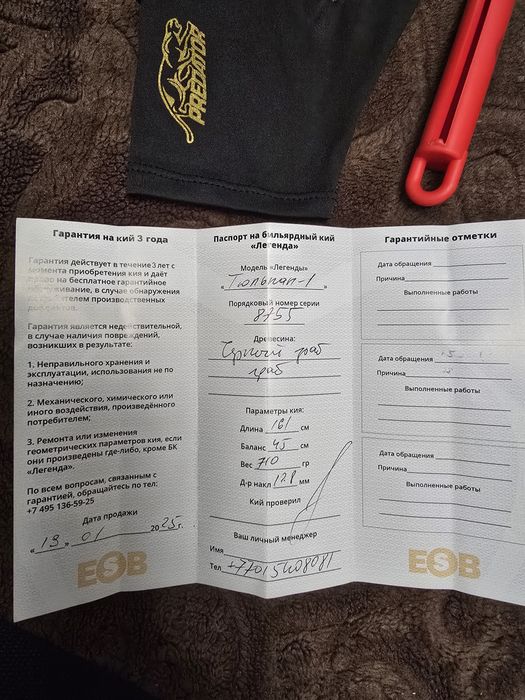 PREDATOR
Гарантия на кий 3 года
Гарантия действует в течение 3 лет с
момента приобретения кия и даёт
право на бесплатное гарантийное
обслуживание, в случае обнаружения
потребителем производственных
дефектов.
Гарантия является недействительной,
в случае наличия повреждений,
возникших в результате:
1. Неправильного хранения и
эксплуатации, использования не по
назначению;
2. Механического, химического или
иного воздействия, произведённого
потребителем;
3. Ремонта или изменения
геометрических параметров кия, если
они произведены где-либо, кроме БК
«Легенда».
По всем вопросам, связанным с
гарантией, обращайтесь по тел:
+7 495 136-59-25
Дата продажи
« 19 » 01 2025 г.
EOB
Паспорт на бильярдный кий
«Легенда»
Модель «Легенды»
« Тюльпан-1 »
Порядковый номер серии
8755
Древесина:
Черный граб
граб
Параметры кия:
Длина 161 см
Баланс 45 см
Вес 710 гр
Д-р накл 12.8 мм
Кий проверил
Ваш личный менеджер
Имя
Тел. +77015408081
Гарантийные отметки
Дата обращения
Причина
Выполненные работы
Дата обращения
Причина
Выполненные работы
Дата обращения
Причина
Выполненные работы
EOB